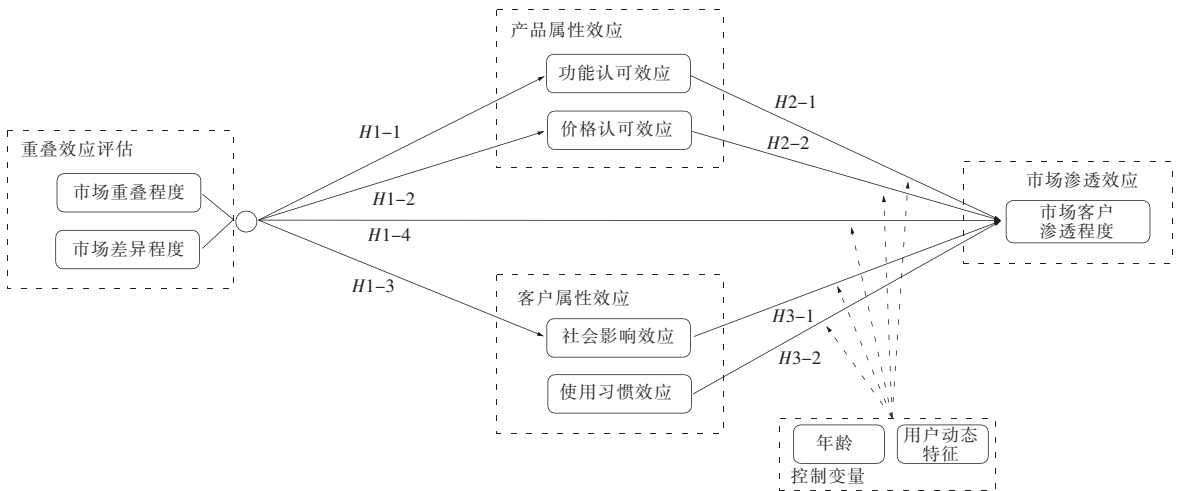 产品属性效应
功能认可效应
价格认可效应
H1-1
H1-2
H1-4
H1-3
H2-1
H2-2
重叠效应评估
市场重叠程度
市场差异程度
市场渗透效应
市场客户
渗透程度
客户属性效应
社会影响效应
使用习惯效应
H3-1
H3-2
年龄
用户动态
特征
控制变量